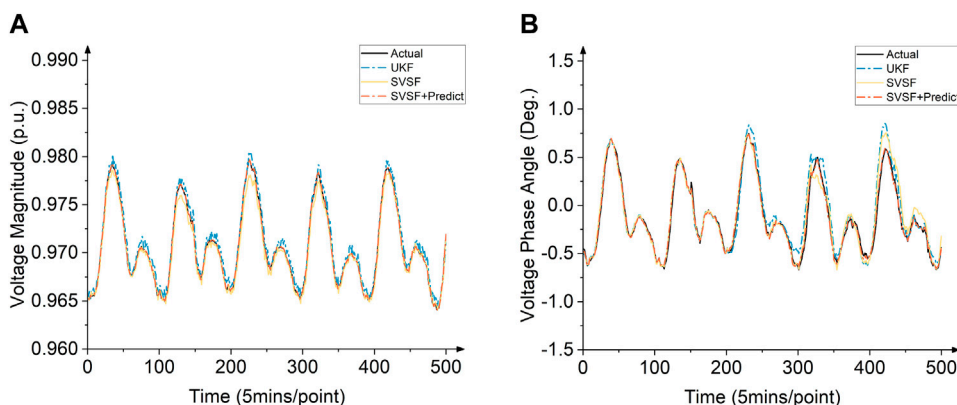 A
Voltage Magnitude (p.u.)
0.990
0.985
0.980
0.975
0.970
0.965
0.960
0 100 200 300 400 500
Time (5mins/point)
Actual
UKF
SVSF
SVSF+Predict
B
Voltage Phase Angle (Deg.)
1.5
1.0
0.5
0.0
-0.5
-1.0
-1.5
0 100 200 300 400 500
Time (5mins/point)
Actual
UKF
SVSF
SVSF+Predict